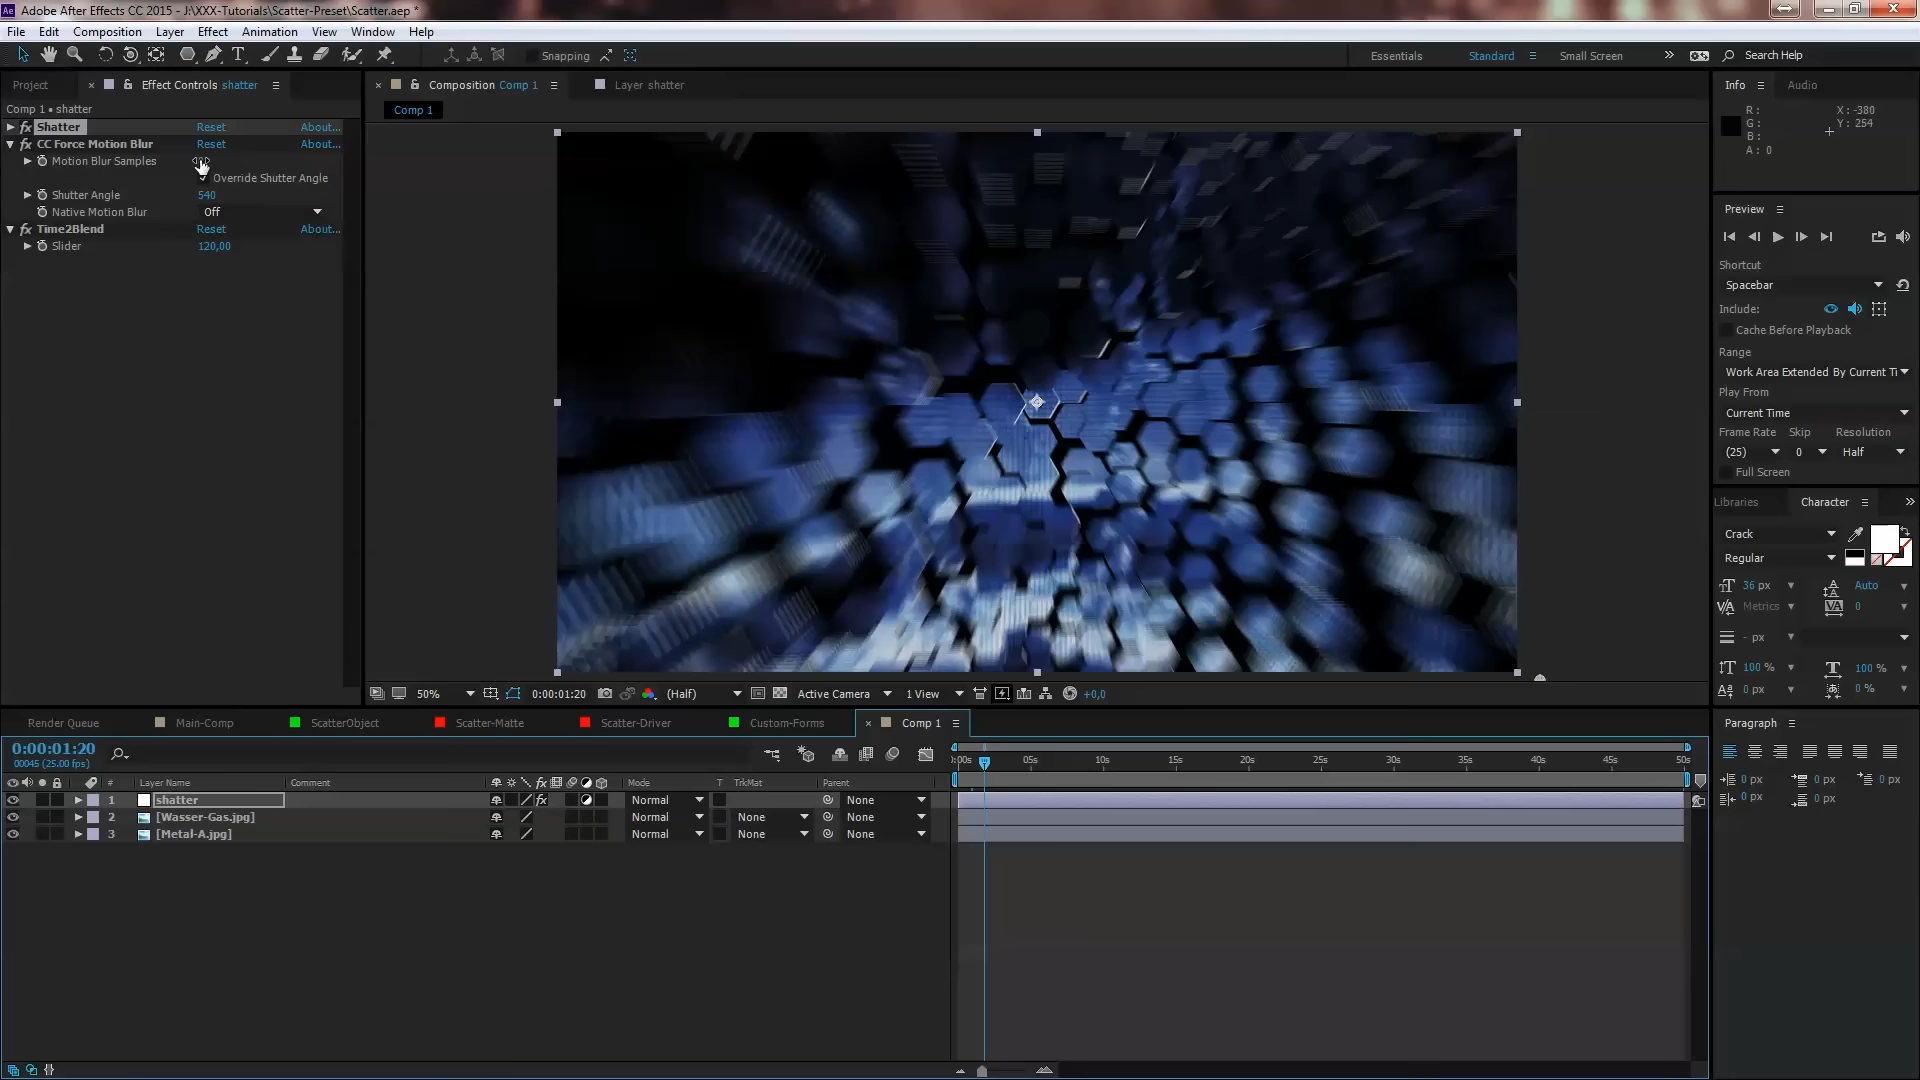 Adobe After Effects CC 2015 - J:\XXX-Tutorials\Scatter-Preset\Scatter.aep *
File Edit Composition Layer Effect Animation View Window Help
Snapping Essentials Standard Small Screen Search Help
Project Effect Controls shatter Composition Comp 1 Layer shatter Info Audio
Comp 1 • shatter
Comp 1
R : X : -380
G : Y : 254
B :
A : 0
Shatter Reset About...
CC Force Motion Blur Reset About...
Motion Blur Samples
Override Shutter Angle
Shutter Angle 540
Native Motion Blur Off
Time2Blend Reset About...
Slider 120,00
Preview
Shortcut
Spacebar
Include:
Cache Before Playback
Range
Work Area Extended By Current Ti
Play From
Current Time
Frame Rate Skip Resolution
(25) 0 Half
Full Screen
Libraries Character
Crack
Regular
36 px Auto
Metrics 0
- px
100 % 100 %
0 px 0 %
50% 0:00:01:20 (Half) Active Camera 1 View +0,0
Render Queue Main-Comp ScatterObject Scatter-Matte Scatter-Driver Custom-Forms Comp 1
Paragraph
0 px 0 px 0 px
0 px 0 px
0:00:01:20
00045 (25.00 fps)
:00s 05s 10s 15s 20s 25s 30s 35s 40s 45s 50s
# Layer Name Comment fx Mode T TrkMat Parent
1 shatter fx Normal None
2 [Wasser-Gas.jpg] Normal None None
3 [Metal-A.jpg] Normal None None